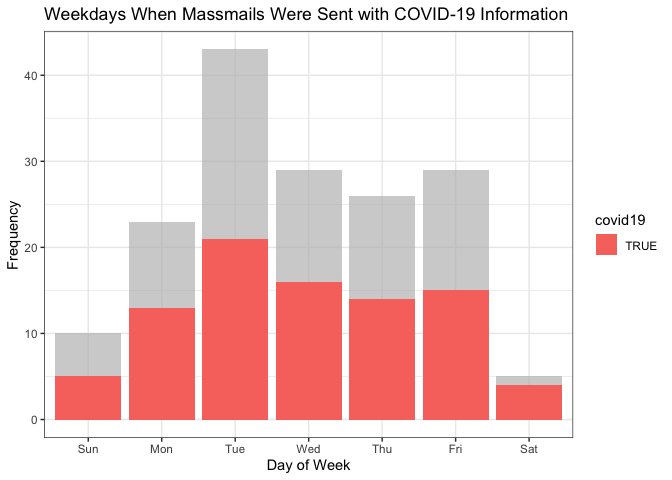 Weekdays When Massmails Were Sent with COVID-19 Information
40
30
20
10
0
Frequency
Sun Mon Tue Wed Thu Fri Sat
Day of Week
covid19
TRUE